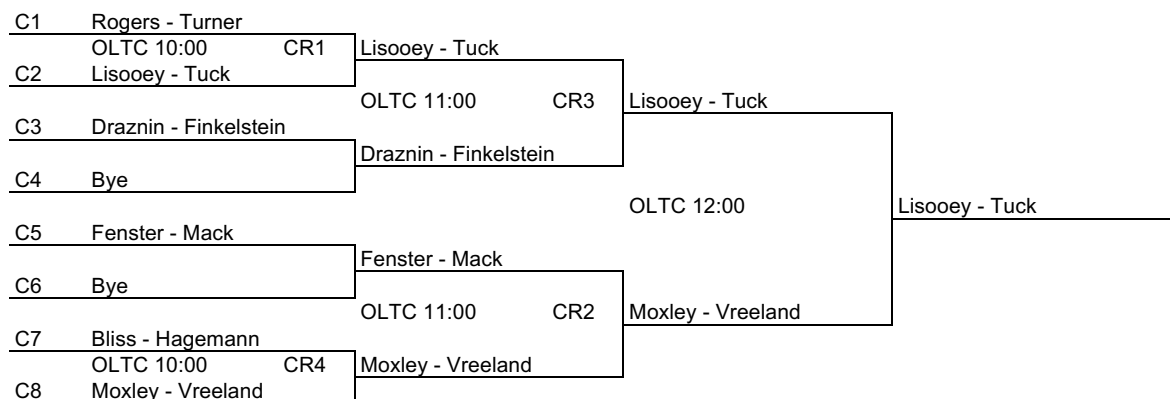 C1 Rogers - Turner
OLTC 10:00 CR1 Lisooey - Tuck
C2 Lisooey - Tuck
OLTC 11:00 CR3 Lisooey - Tuck
C3 Draznin - Finkelstein
Draznin - Finkelstein
C4 Bye
OLTC 12:00 Lisooey - Tuck
C5 Fenster - Mack
Fenster - Mack
C6 Bye
OLTC 11:00 CR2 Moxley - Vreeland
C7 Bliss - Hagemann
OLTC 10:00 CR4 Moxley - Vreeland
C8 Moxley - Vreeland